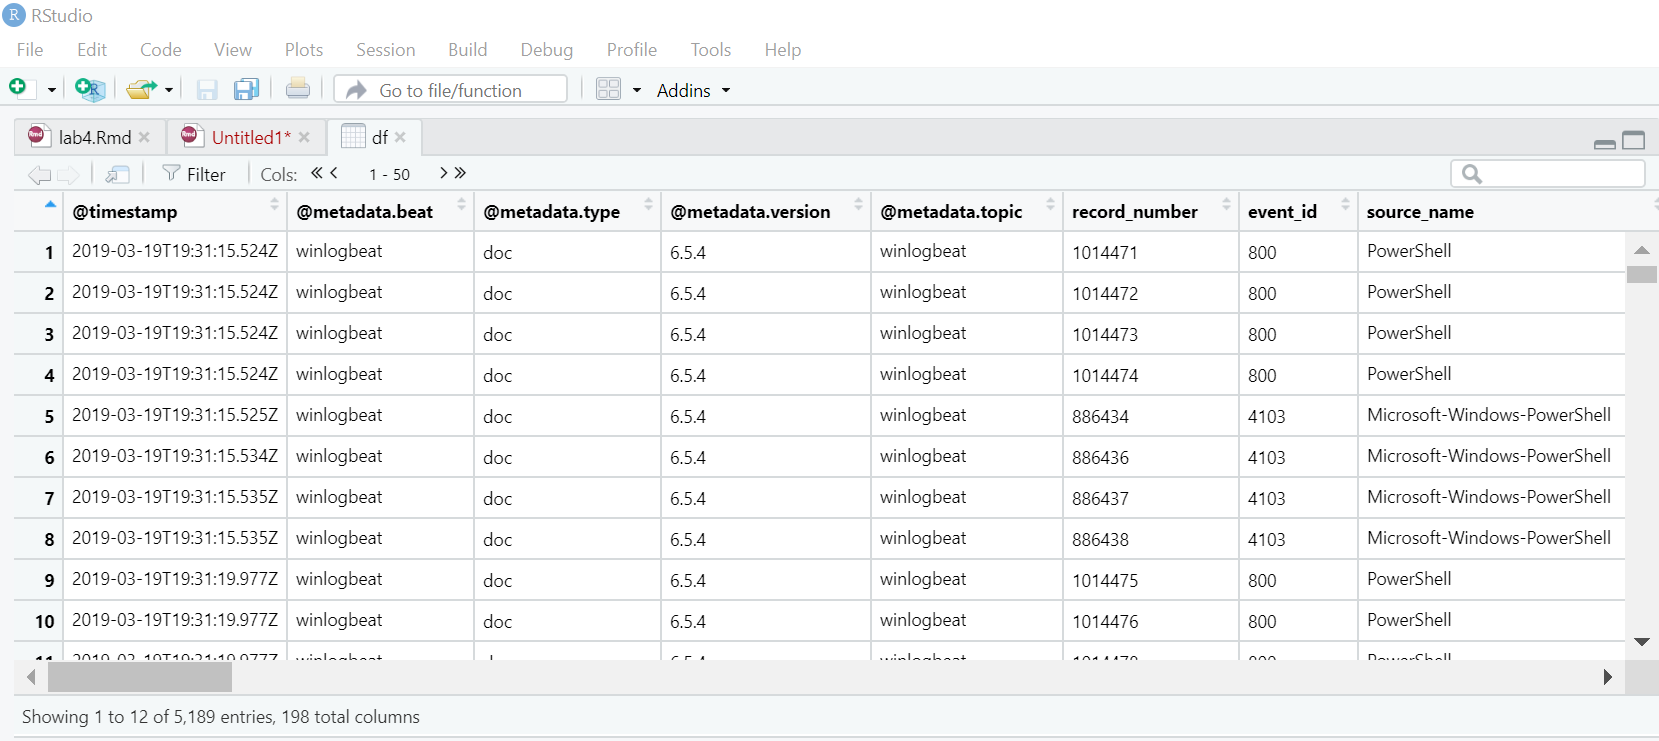 RStudio
File Edit Code View Plots Session Build Debug Profile Tools Help
Go to file/function Addins
lab4.Rmd Untitled1* df
Filter Cols: 1 - 50
@timestamp @metadata.beat @metadata.type @metadata.version @metadata.topic record_number event_id source_name
1 2019-03-19T19:31:15.524Z winlogbeat doc 6.5.4 winlogbeat 1014471 800 PowerShell
2 2019-03-19T19:31:15.524Z winlogbeat doc 6.5.4 winlogbeat 1014472 800 PowerShell
3 2019-03-19T19:31:15.524Z winlogbeat doc 6.5.4 winlogbeat 1014473 800 PowerShell
4 2019-03-19T19:31:15.524Z winlogbeat doc 6.5.4 winlogbeat 1014474 800 PowerShell
5 2019-03-19T19:31:15.525Z winlogbeat doc 6.5.4 winlogbeat 886434 4103 Microsoft-Windows-PowerShell
6 2019-03-19T19:31:15.534Z winlogbeat doc 6.5.4 winlogbeat 886436 4103 Microsoft-Windows-PowerShell
7 2019-03-19T19:31:15.535Z winlogbeat doc 6.5.4 winlogbeat 886437 4103 Microsoft-Windows-PowerShell
8 2019-03-19T19:31:15.535Z winlogbeat doc 6.5.4 winlogbeat 886438 4103 Microsoft-Windows-PowerShell
9 2019-03-19T19:31:19.977Z winlogbeat doc 6.5.4 winlogbeat 1014475 800 PowerShell
10 2019-03-19T19:31:19.977Z winlogbeat doc 6.5.4 winlogbeat 1014476 800 PowerShell
Showing 1 to 12 of 5,189 entries, 198 total columns